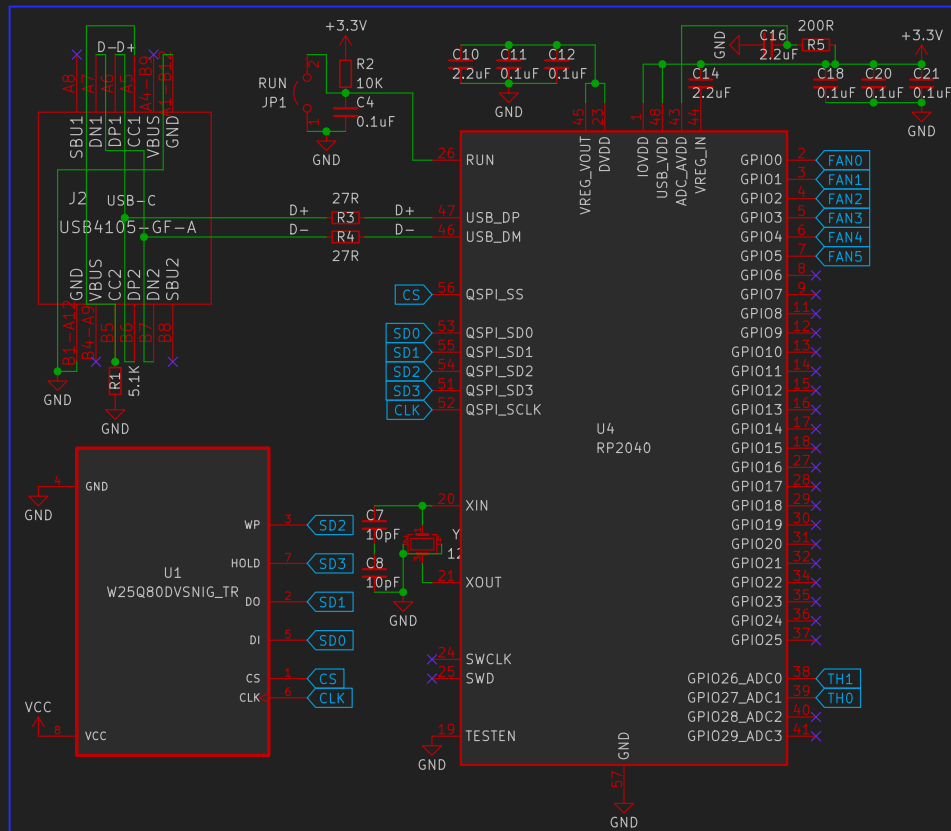 D-D+
A8
A7
A6
A5
A4-B9
A1-B12
SBU1
DN1
DP1
CC1
VBUS
GND
J2
USB-C
USB4105-GF-A
GND
VBUS
CC2
DP2
DN2
SBU2
B1-A12
B4-A9
B5
B6
B7
B8
R1
5.1K
GND
GND
+3.3V
RUN
JP1
2
1
R2
10K
C4
0.1uF
GND
D+
D-
27R
R3
R4
27R
D+
D-
C10
2.2uF
C11
0.1uF
C12
0.1uF
GND
GND
C16
2.2uF
200R
R5
+3.3V
C14
2.2uF
C18
0.1uF
C20
0.1uF
C21
0.1uF
GND
45
23
1
48
43
44
VREG_VOUT
DVDD
IOVDD
USB_VDD
ADC_AVDD
VREG_IN
26 RUN
47 USB_DP
46 USB_DM
CS 56 QSPI_SS
SD0 53 QSPI_SD0
SD1 55 QSPI_SD1
SD2 54 QSPI_SD2
SD3 51 QSPI_SD3
CLK 52 QSPI_SCLK
20 XIN
21 XOUT
24 SWCLK
25 SWD
19 TESTEN
GND
U4
RP2040
GPIO0 2 FAN0
GPIO1 3 FAN1
GPIO2 4 FAN2
GPIO3 5 FAN3
GPIO4 6 FAN4
GPIO5 7 FAN5
GPIO6 8
GPIO7 9
GPIO8 11
GPIO9 12
GPIO10 13
GPIO11 14
GPIO12 15
GPIO13 16
GPIO14 17
GPIO15 18
GPIO16 27
GPIO17 28
GPIO18 29
GPIO19 30
GPIO20 31
GPIO21 32
GPIO22 34
GPIO23 35
GPIO24 36
GPIO25 37
GPIO26_ADC0 38 TH1
GPIO27_ADC1 39 TH0
GPIO28_ADC2 40
GPIO29_ADC3 41
GND
57
GND
C7
10pF
C8
10pF
GND
Y
12
1
3
4 GND
GND
WP 3 SD2
HOLD 7 SD3
DO 2 SD1
DI 5 SD0
CS 1 CS
CLK 6 CLK
U1
W25Q80DVSNIG_TR
VCC
8 VCC